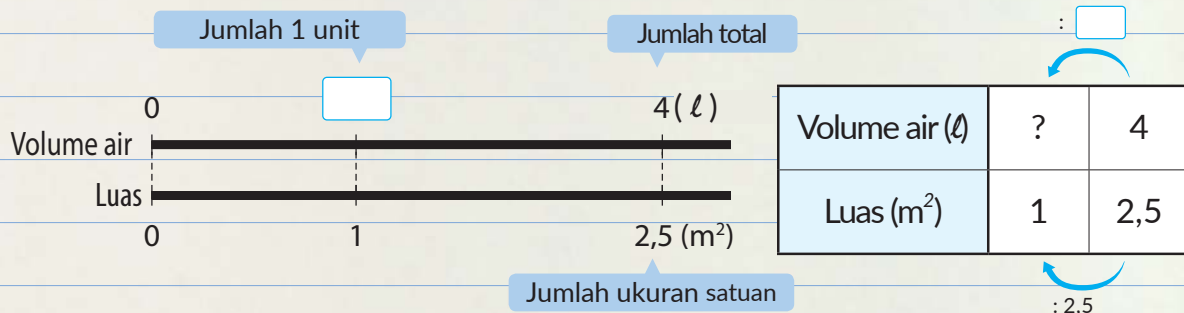 Jumlah 1 unit
Jumlah total
:
0
4 (ℓ)
Volume air
Luas
0 1 2,5 (m²)
Jumlah ukuran satuan
Volume air (ℓ) ? 4
Luas (m²) 1 2,5
: 2,5